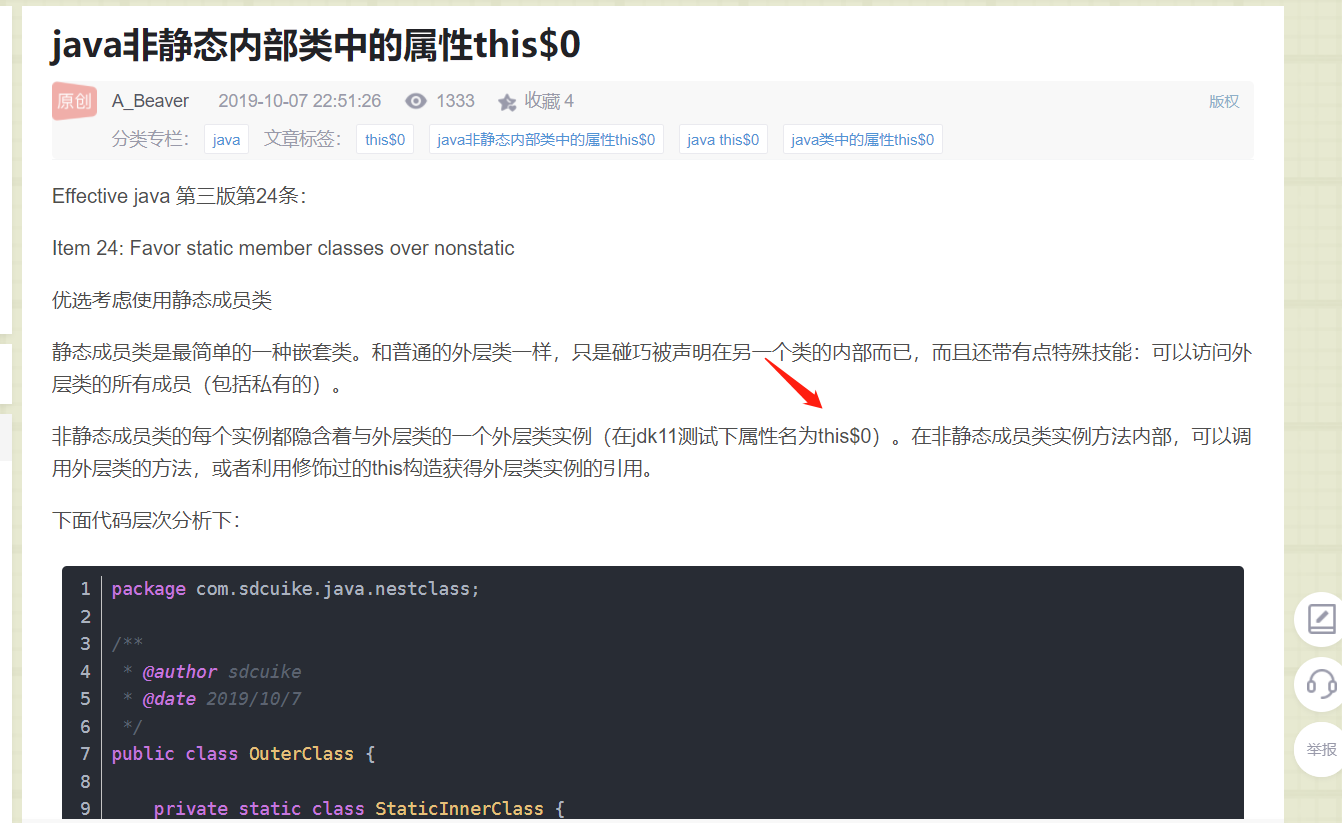 java非静态内部类中的属性this$0
原创 A_Beaver 2019-10-07 22:51:26 1333 收藏 4 版权
分类专栏： java 文章标签： this$0 java非静态内部类中的属性this$0 java this$0 java类中的属性this$0
Effective java 第三版第24条：
Item 24: Favor static member classes over nonstatic
优选考虑使用静态成员类
静态成员类是最简单的一种嵌套类。和普通的外层类一样，只是碰巧被声明在另一个类的内部而已，而且还带有点特殊技能：可以访问外
层类的所有成员（包括私有的）。
非静态成员类的每个实例都隐含着与外层类的一个外层类实例（在jdk11测试下属性名为this$0）。在非静态成员类实例方法内部，可以调
用外层类的方法，或者利用修饰过的this构造获得外层类实例的引用。
下面代码层次分析下：
1 package com.sdcuike.java.nestclass;
2
3 /**
4 * @author sdcuike
5 * @date 2019/10/7
6 */
7 public class OuterClass {
8
9 private static class StaticInnerClass {
举报